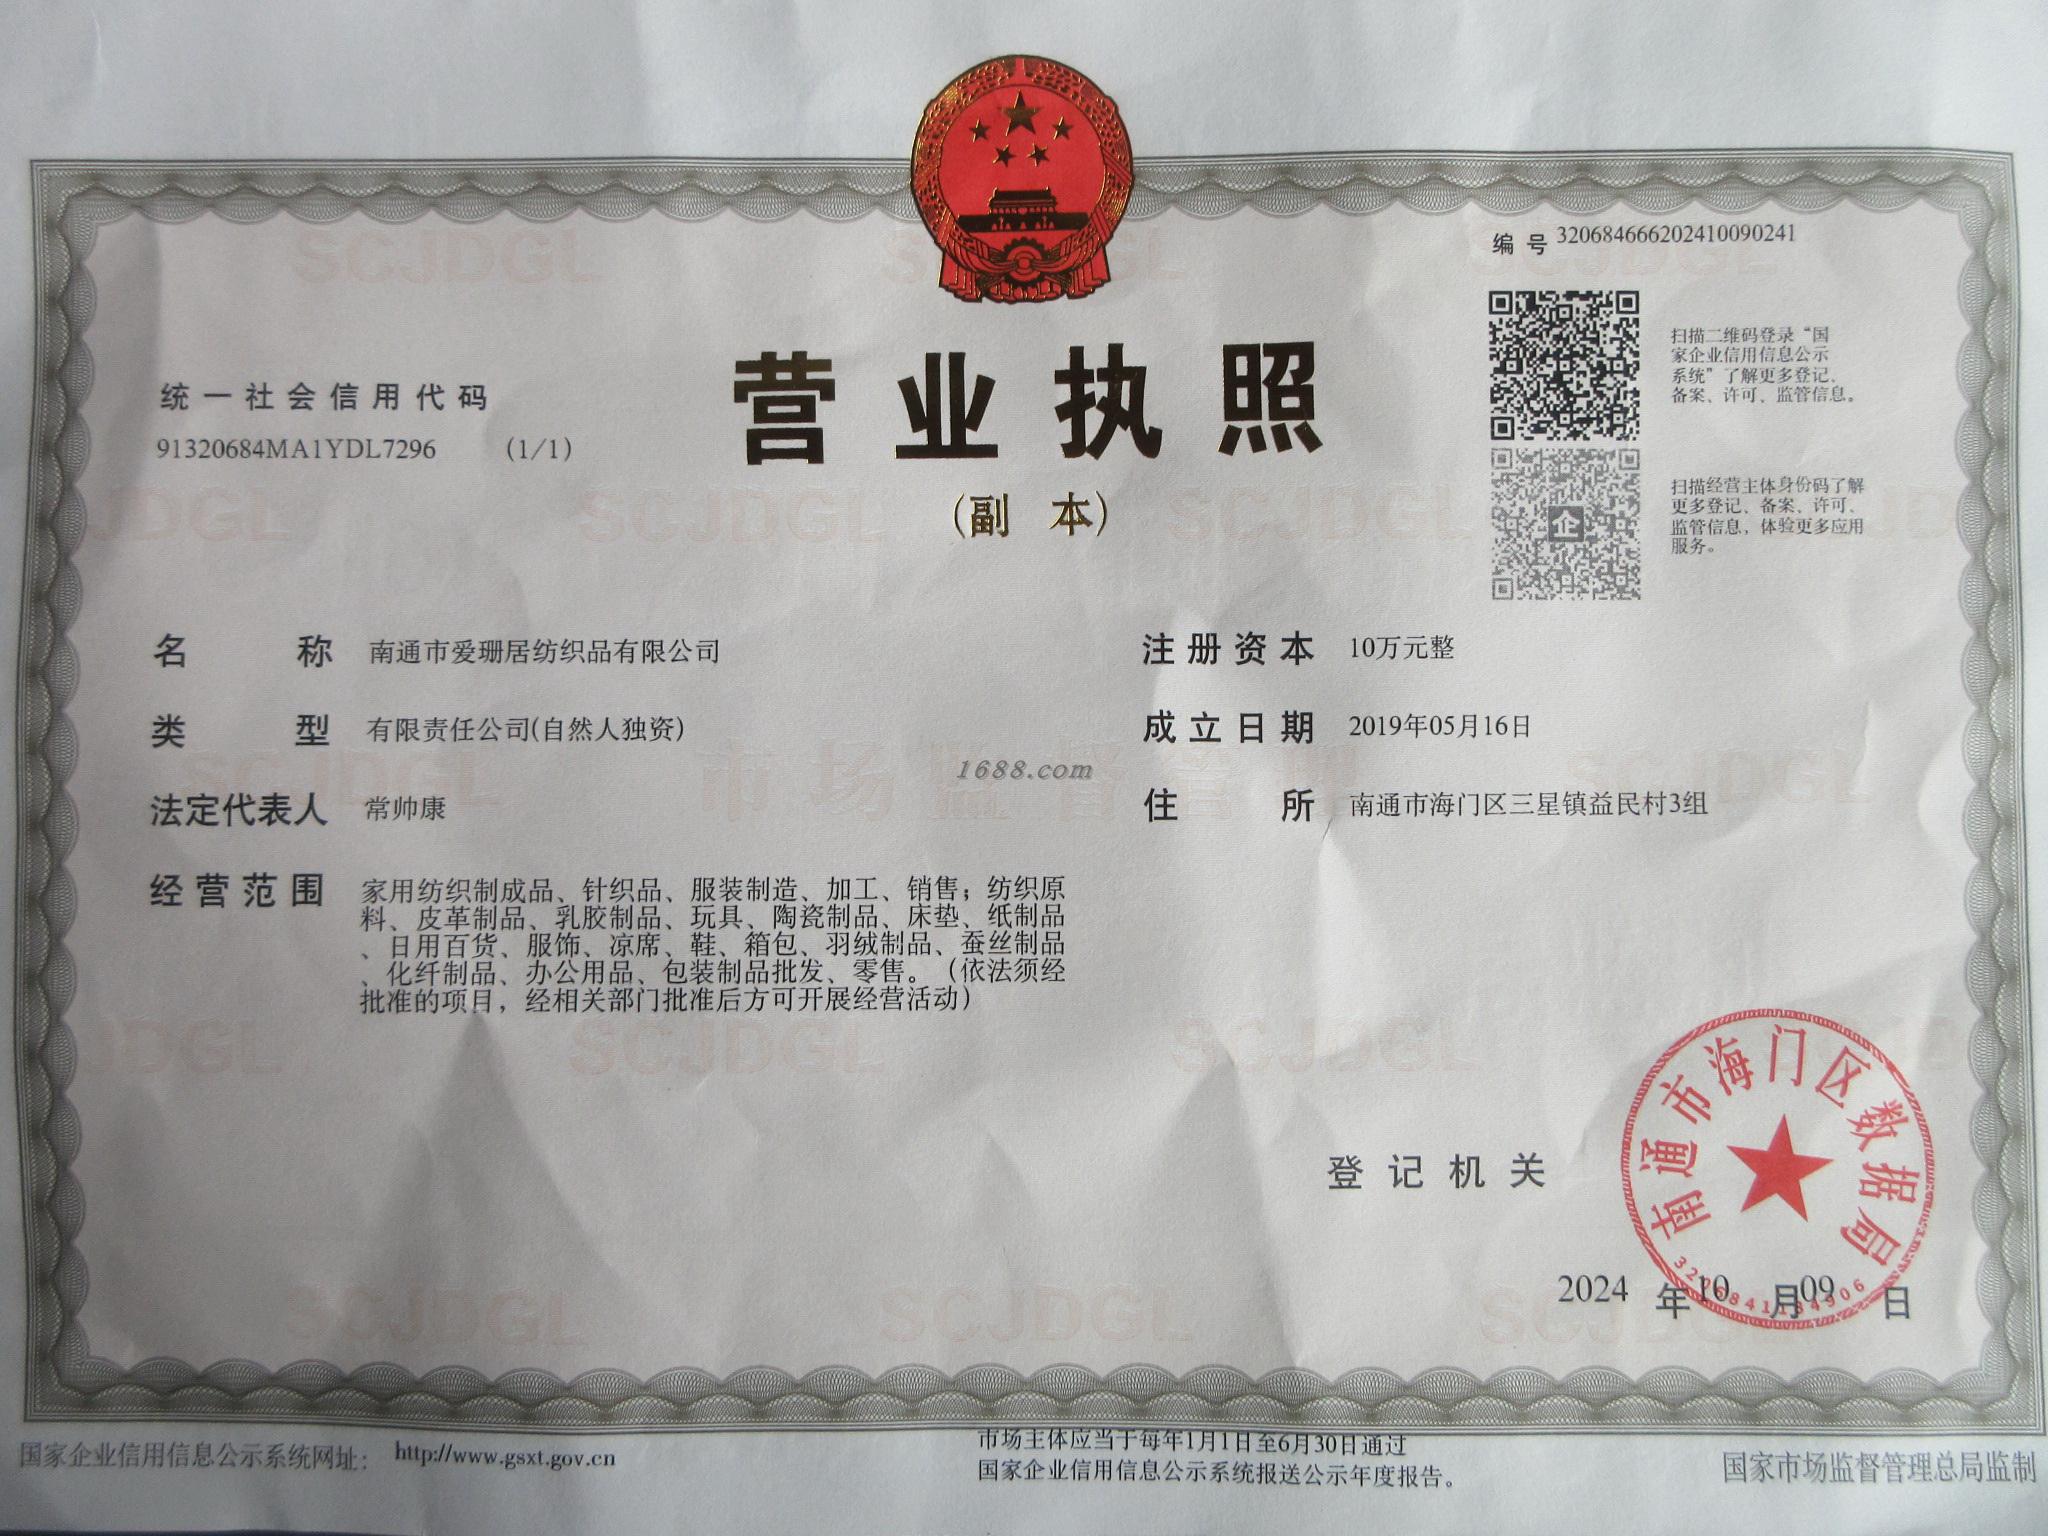 编号 320684666202410090241
扫描二维码登录“国
家企业信用信息公示
系统”了解更多登记、
备案、许可、监管信息。
统一社会信用代码
91320684MA1YDL7296 (1/1)
营业执照
(副 本)
扫描经营主体身份码了解
更多登记、备案、许可、
监管信息，体验更多应用
服务。
名称 南通市爱珊居纺织品有限公司
类型 有限责任公司(自然人独资)
法定代表人 常帅康
经营范围 家用纺织制成品、针织品、服装制造、加工、销售；纺织原
料、皮革制品、乳胶制品、玩具、陶瓷制品、床垫、纸制品
、日用百货、服饰、凉席、鞋、箱包、羽绒制品、蚕丝制品
、化纤制品、办公用品、包装制品批发、零售。（依法须经
批准的项目，经相关部门批准后方可开展经营活动）
注册资本 10万元整
成立日期 2019年05月16日
住所 南通市海门区三星镇益民村3组
1688.com
登记机关
南通市海门区数据局
2024 年 10 月 09 日
国家企业信用信息公示系统网址： http://www.gsxt.gov.cn
市场主体应当于每年1月1日至6月30日通过
国家企业信用信息公示系统报送公示年度报告。
国家市场监督管理总局监制